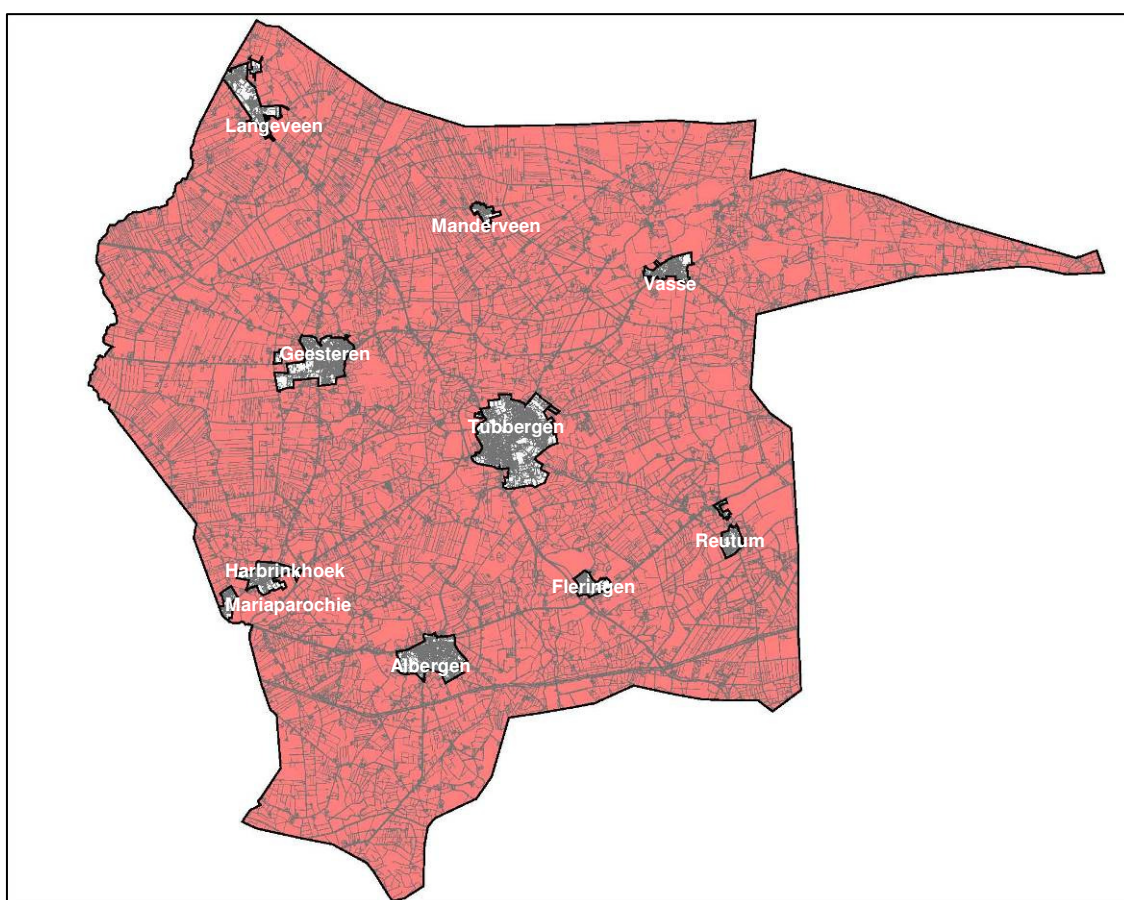 Langeveen
Manderveen
Vasse
Geesteren
Tubbergen
Reutum
Harbrinkhoek
Fleringen
Mariaparochie
Albergen